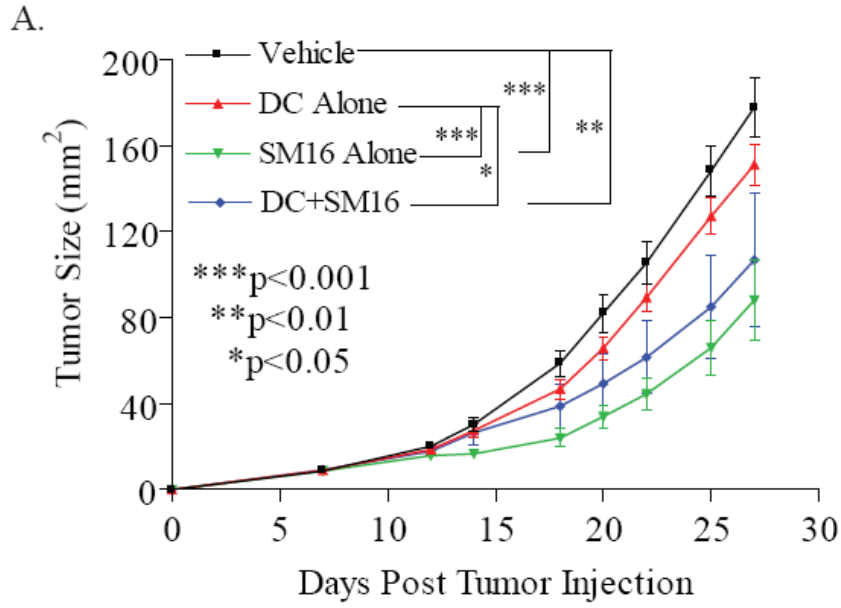 A.
Tumor Size (mm²)
200
160
120
80
40
0
Vehicle
DC Alone
SM16 Alone
DC+SM16
***
**
***
*
***p<0.001
**p<0.01
*p<0.05
0 5 10 15 20 25 30
Days Post Tumor Injection